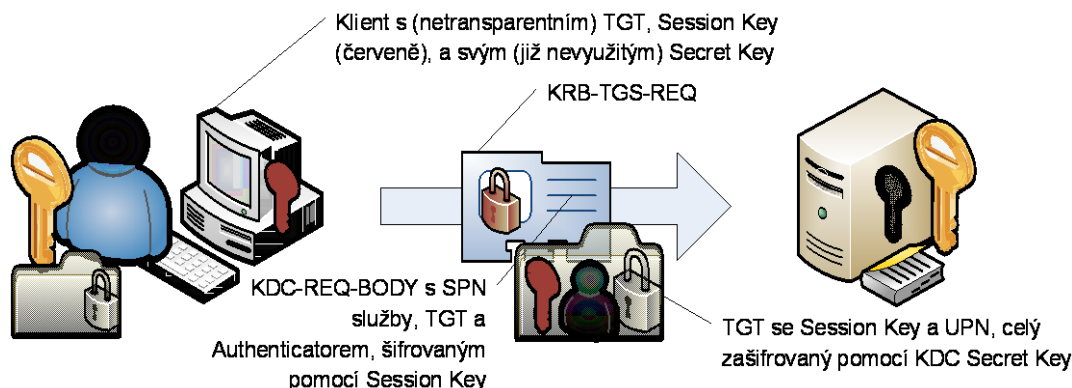 Klient s (netransparentním) TGT, Session Key
(červeně), a svým (již nevyužitým) Secret Key
KRB-TGS-REQ
KDC-REQ-BODY s SPN
služby, TGT a
Authenticatorem, šifrovaným
pomocí Session Key
TGT se Session Key a UPN, celý
zašifrovaný pomocí KDC Secret Key